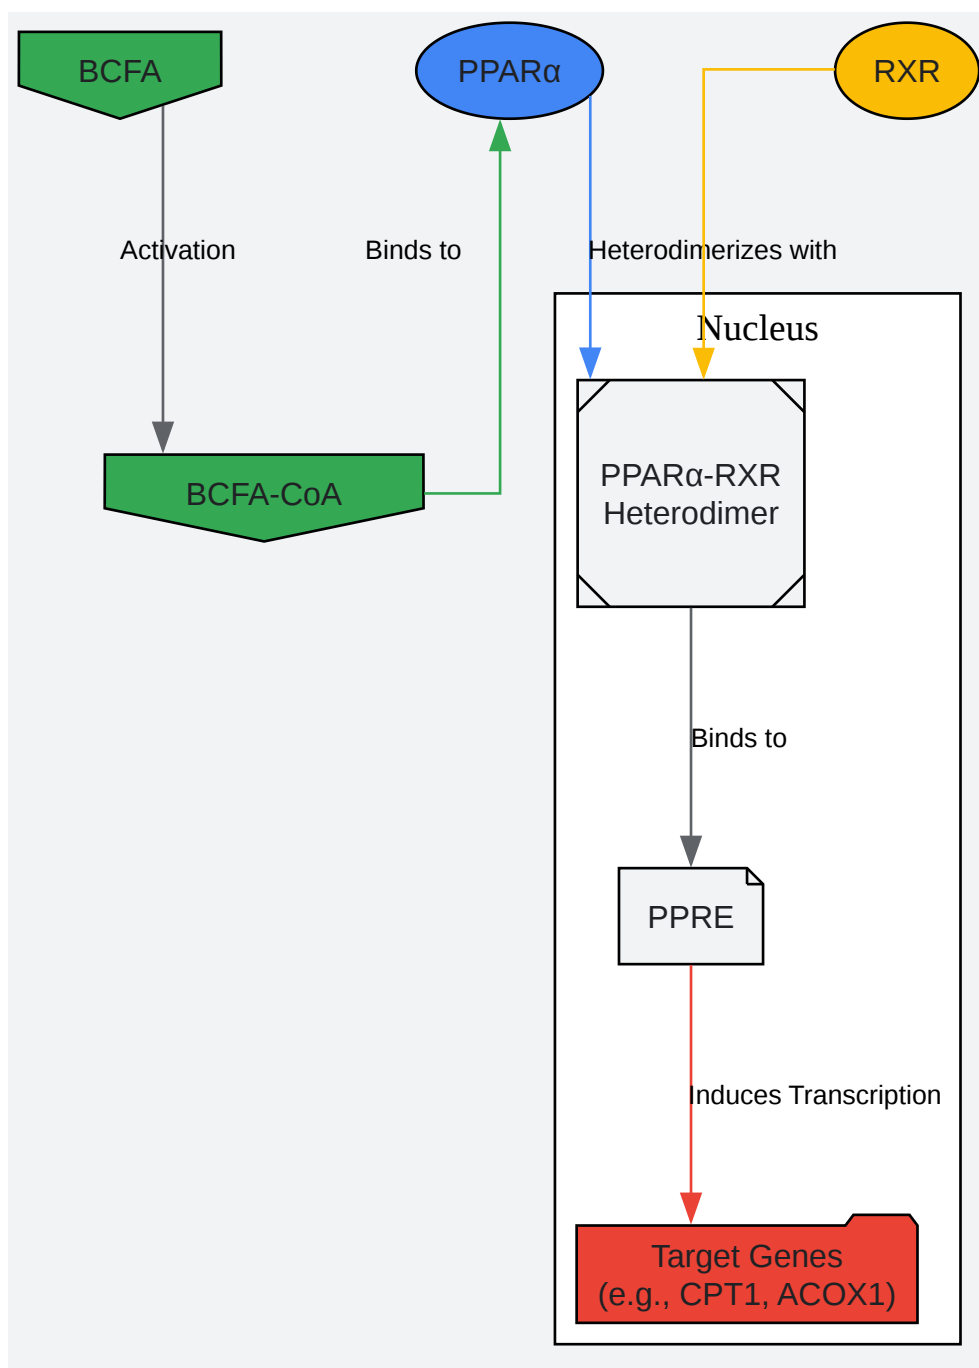 BCFA
PPARα
RXR
Activation
Binds to
Heterodimerizes with
Nucleus
PPARα-RXR
Heterodimer
BCFA-CoA
Binds to
PPRE
Induces Transcription
Target Genes
(e.g., CPT1, ACOX1)